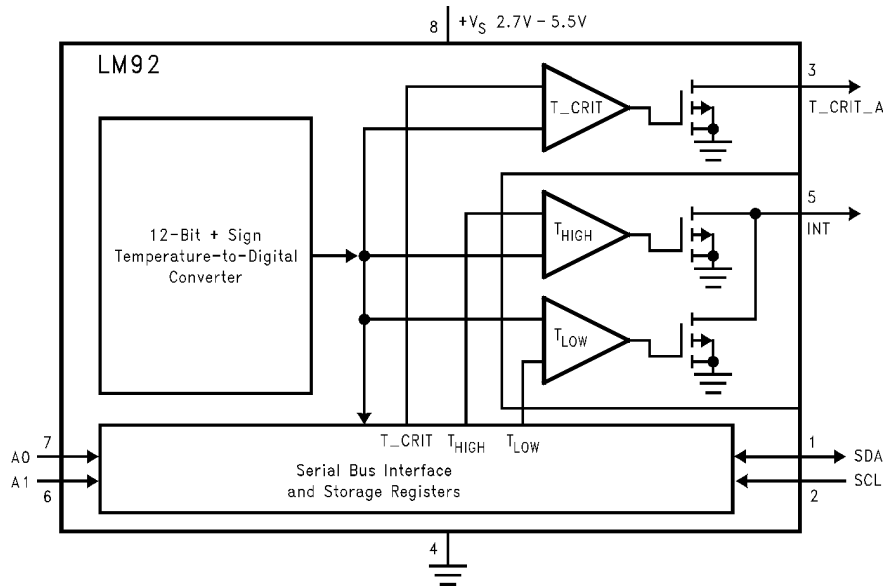 8
+VS 2.7V – 5.5V
LM92
3
T_CRIT
T_CRIT_A
5
THIGH
INT
12-Bit + Sign
Temperature-to-Digital
Converter
TLOW
T_CRIT THIGH TLOW
7
A0
A1
6
Serial Bus Interface
and Storage Registers
1
SDA
SCL
2
4